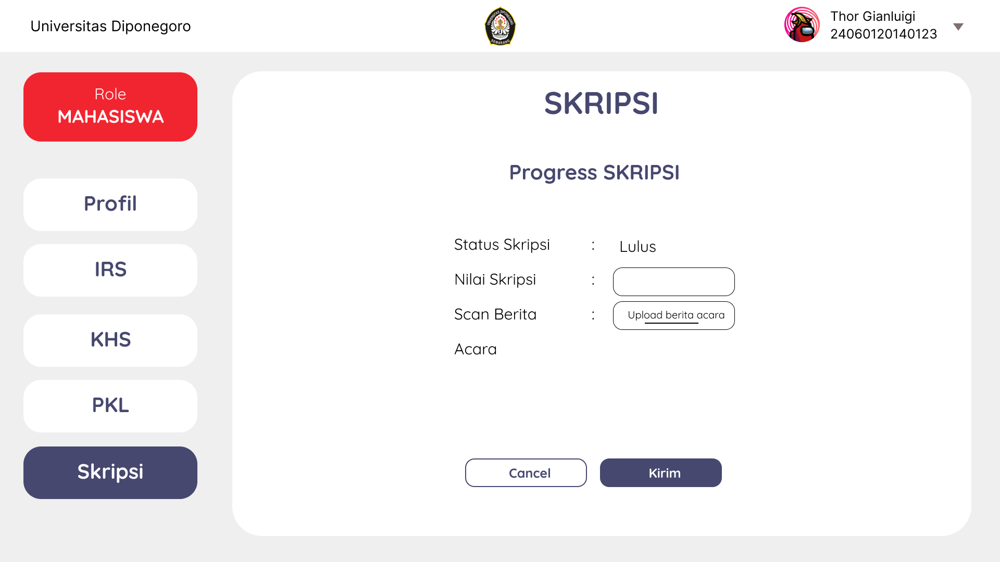 Universitas Diponegoro
UNIVERSITAS DIPONEGORO
SEMARANG
Thor Gianluigi
24060120140123
Role
MAHASISWA
Profil
IRS
KHS
PKL
Skripsi
SKRIPSI
Progress SKRIPSI
Status Skripsi : Lulus
Nilai Skripsi :
Scan Berita : Upload berita acara
Acara
Cancel Kirim